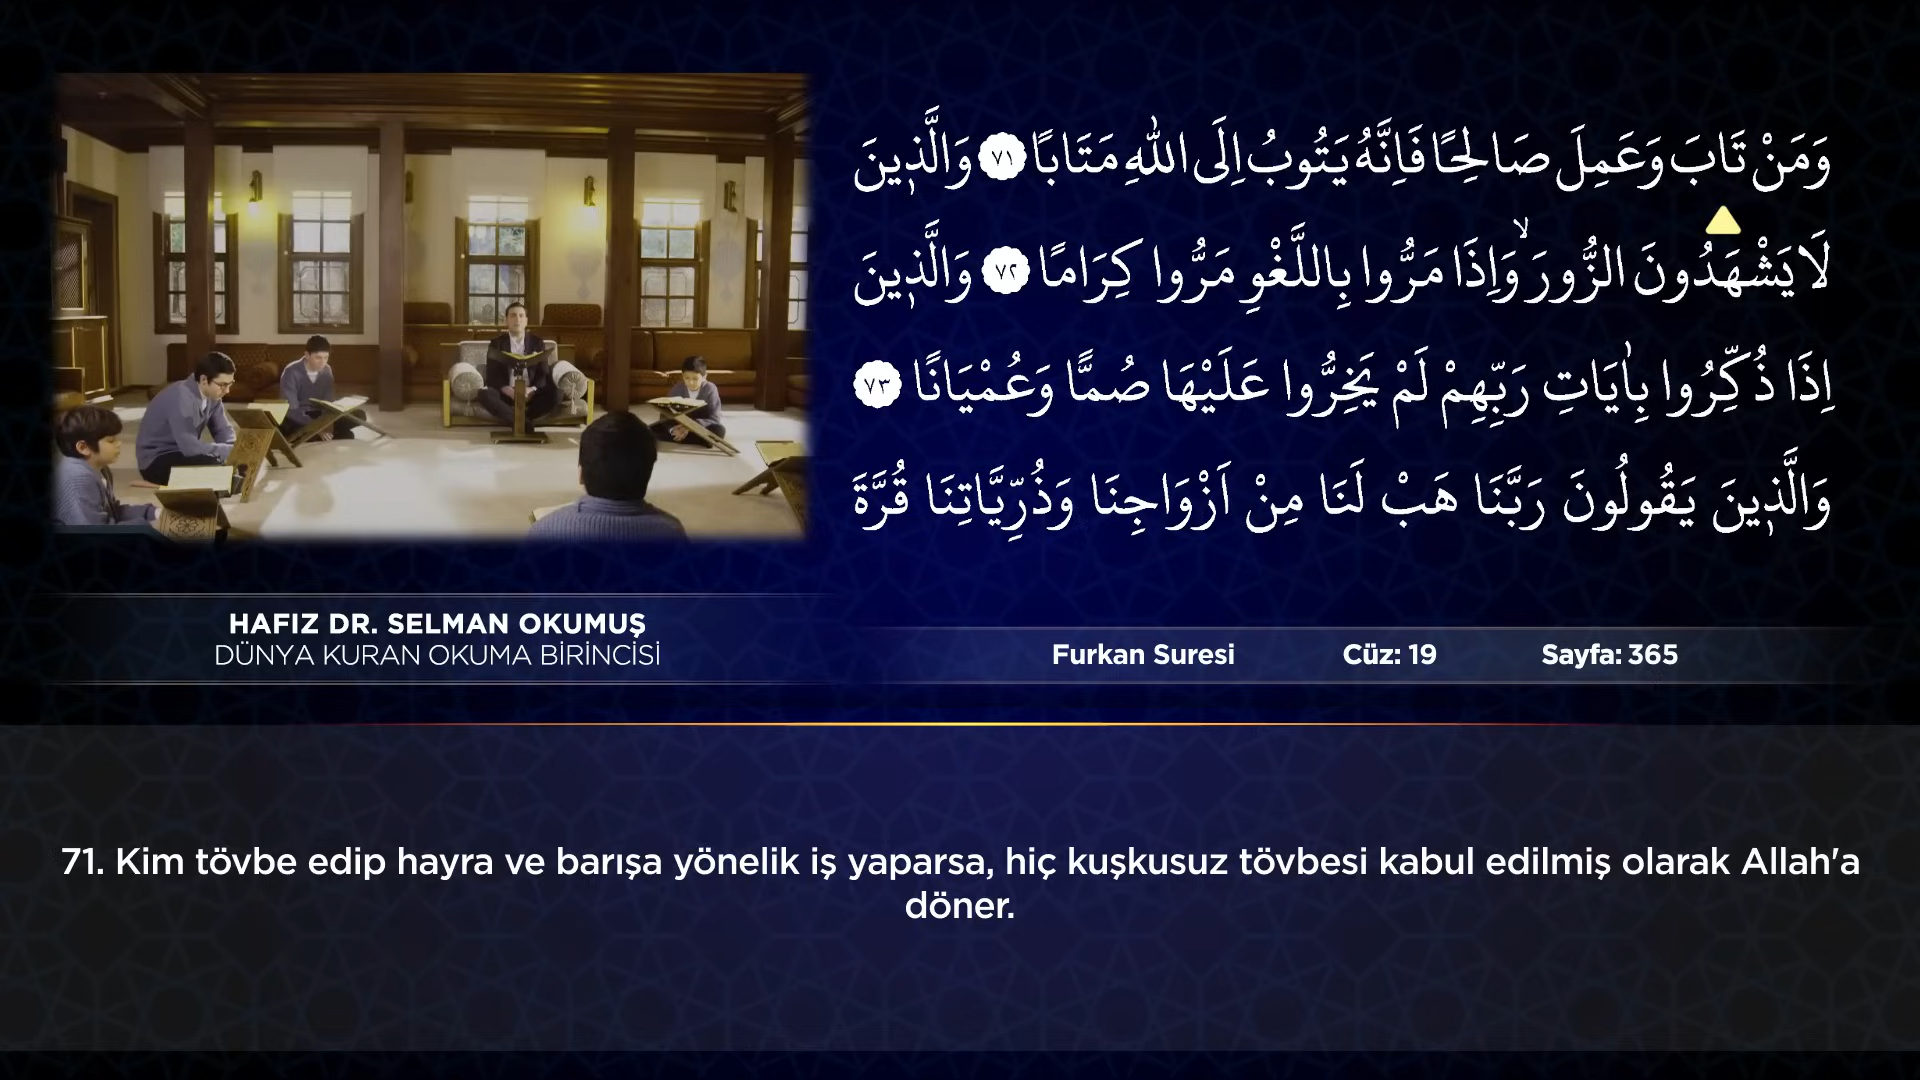 وَمَنْ تَابَ وَعَمِلَ صَالِحًا فَاِنَّهُ يَتُوبُ اِلَى اللّٰهِ مَتَابًا ﴿٧١﴾ وَالَّذ۪ينَ
لَا يَشْهَدُونَ الزُّورَۙ وَاِذَا مَرُّوا بِاللَّغْوِ مَرُّوا كِرَامًا ﴿٧٢﴾ وَالَّذ۪ينَ
اِذَا ذُكِّرُوا بِاٰيَاتِ رَبِّهِمْ لَمْ يَخِرُّوا عَلَيْهَا صُمًّا وَعُمْيَانًا ﴿٧٣﴾
وَالَّذ۪ينَ يَقُولُونَ رَبَّنَا هَبْ لَنَا مِنْ اَزْوَاجِنَا وَذُرِّيَّاتِنَا قُرَّةَ
HAFIZ DR. SELMAN OKUMUŞ
DÜNYA KURAN OKUMA BİRİNCİSİ
Furkan Suresi Cüz: 19 Sayfa: 365
71. Kim tövbe edip hayra ve barışa yönelik iş yaparsa, hiç kuşkusuz tövbesi kabul edilmiş olarak Allah'a
döner.